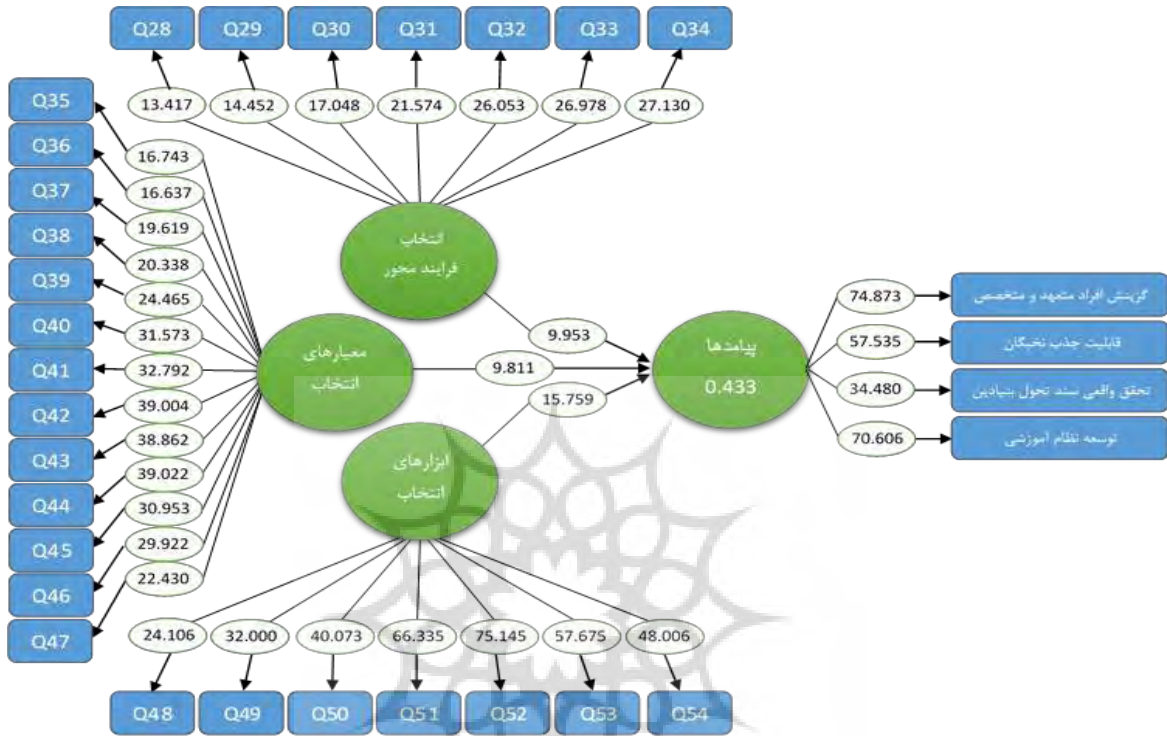 Q28
Q29
Q30
Q31
Q32
Q33
Q34
13.417
14.452
17.048
21.574
26.053
26.978
27.130
Q35
Q36
Q37
Q38
Q39
Q40
Q41
Q42
Q43
Q44
Q45
Q46
Q47
16.743
16.637
19.619
20.338
24.465
31.573
32.792
39.004
38.862
39.022
30.953
29.922
22.430
انتخاب
فرایند محور
معیارهای
انتخاب
ابزارهای
انتخاب
9.953
9.811
15.759
پیامدها
0.433
74.873
57.535
34.480
70.606
گزینش افراد متعهد و متخصص
قابلیت جذب نخبگان
تحقق واقعی سند تحول بنیادین
توسعه نظام آموزشی
24.106
32.000
40.073
66.335
75.145
57.675
48.006
Q48
Q49
Q50
Q51
Q52
Q53
Q54